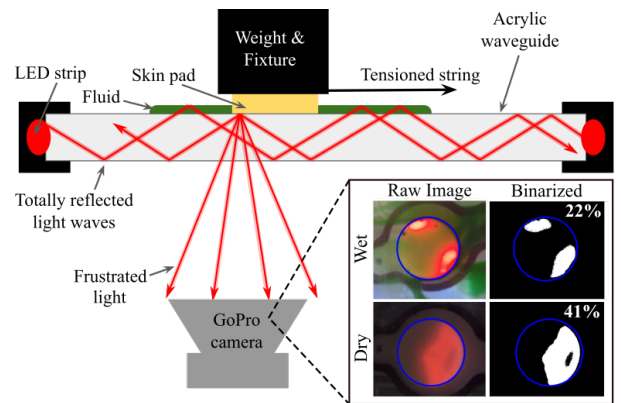 Weight &
Fixture
Acrylic
waveguide
LED strip
Skin pad
Tensioned string
Fluid
Totally reflected
light waves
Raw Image
Binarized
Wet
22%
Frustrated
light
GoPro
camera
Dry
41%